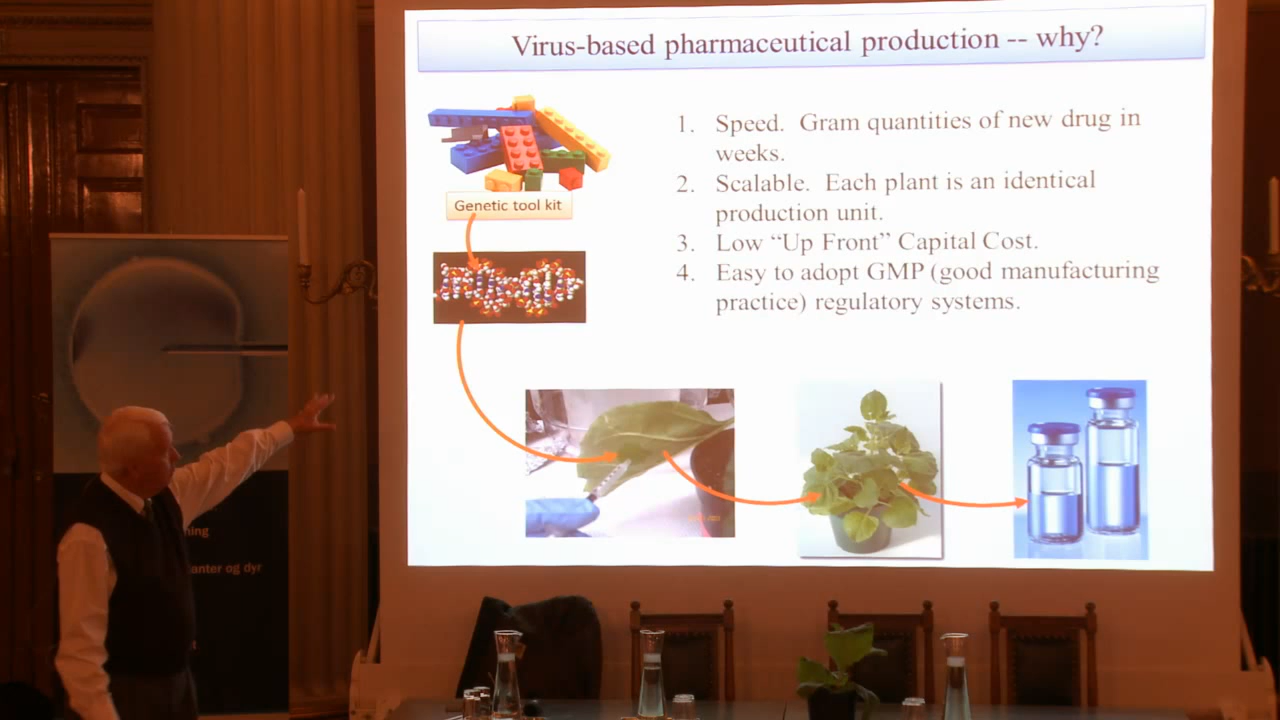 Virus-based pharmaceutical production -- why?
1. Speed. Gram quantities of new drug in
weeks.
2. Scalable. Each plant is an identical
production unit.
3. Low “Up Front” Capital Cost.
4. Easy to adopt GMP (good manufacturing
practice) regulatory systems.
Genetic tool kit
ning
anter og dyr